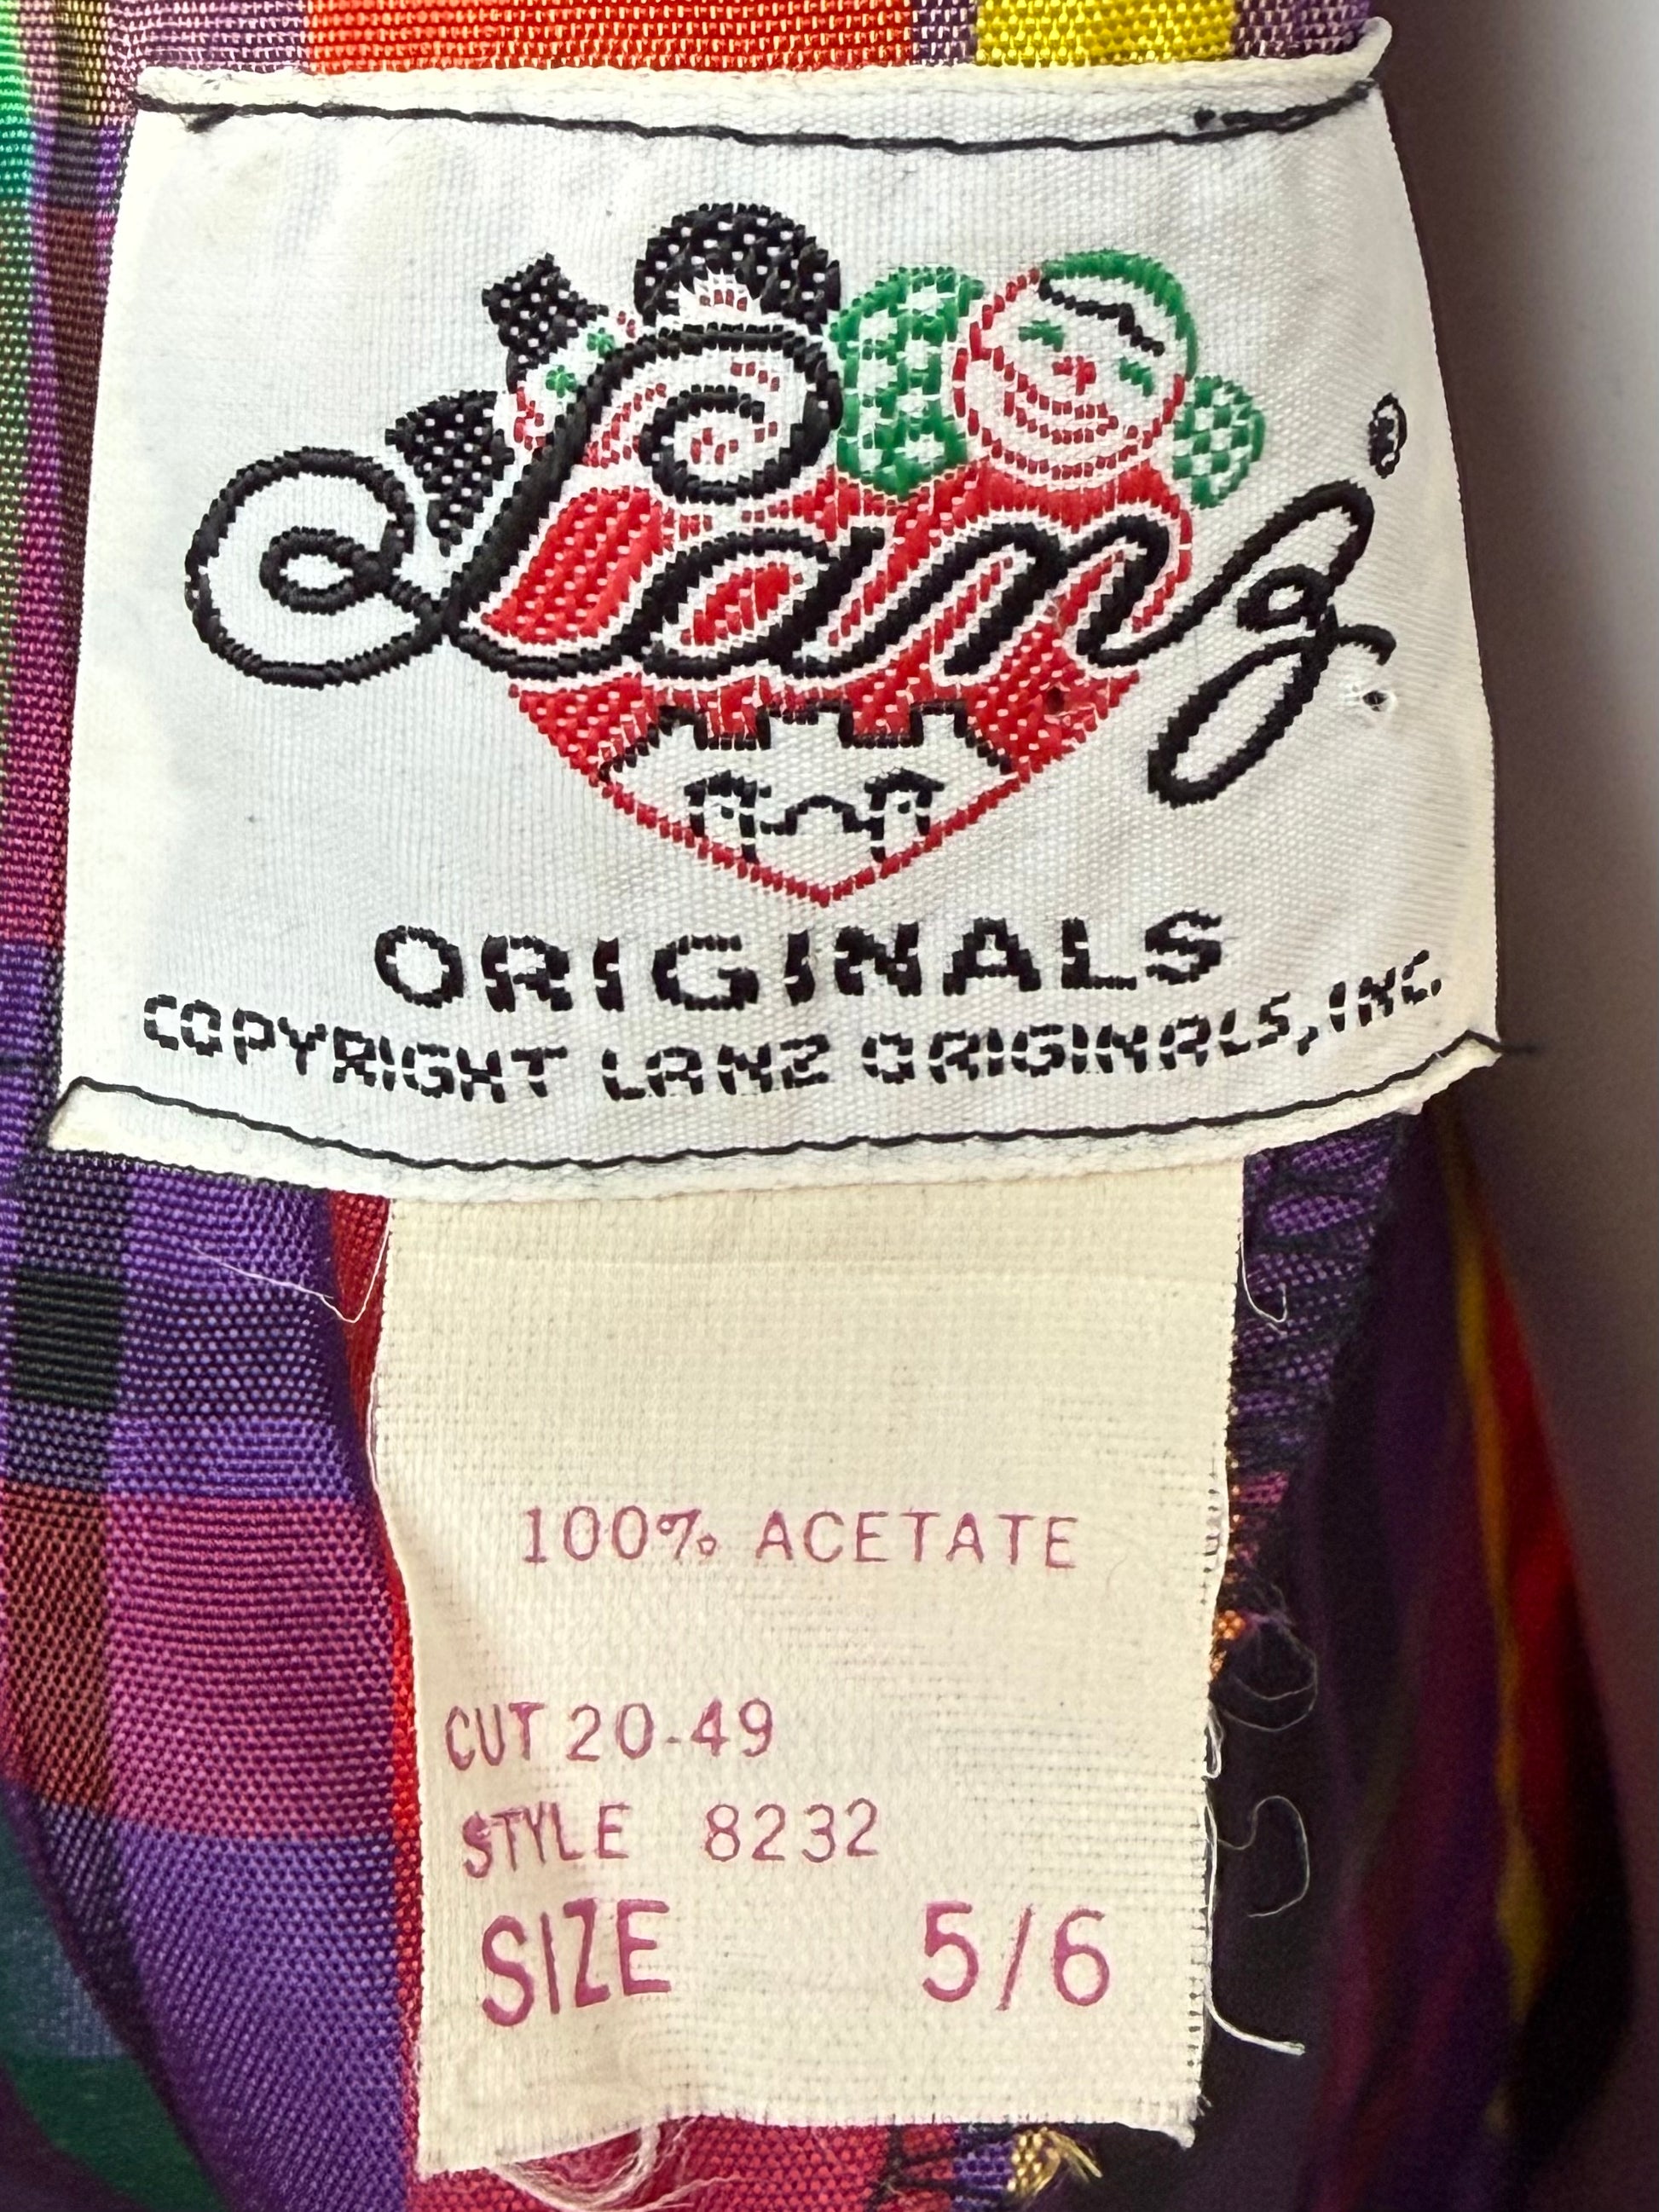 Lanz®
ORIGINALS
COPYRIGHT LANZ ORIGINALS, INC.
100% ACETATE
CUT 20-49
STYLE 8232
SIZE 5/6